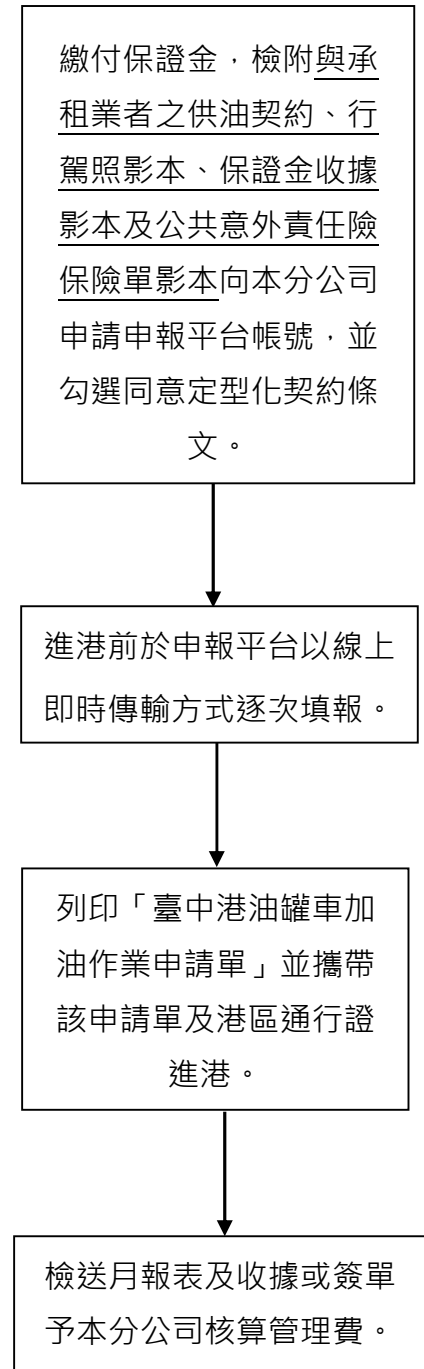 繳付保證金，檢附與承
租業者之供油契約、行
駕照影本、保證金收據
影本及公共意外責任險
保險單影本向本分公司
申請申報平台帳號，並
勾選同意定型化契約條
文。
進港前於申報平台以線上
即時傳輸方式逐次填報。
列印「臺中港油罐車加
油作業申請單」並攜帶
該申請單及港區通行證
進港。
檢送月報表及收據或簽單
予本分公司核算管理費。